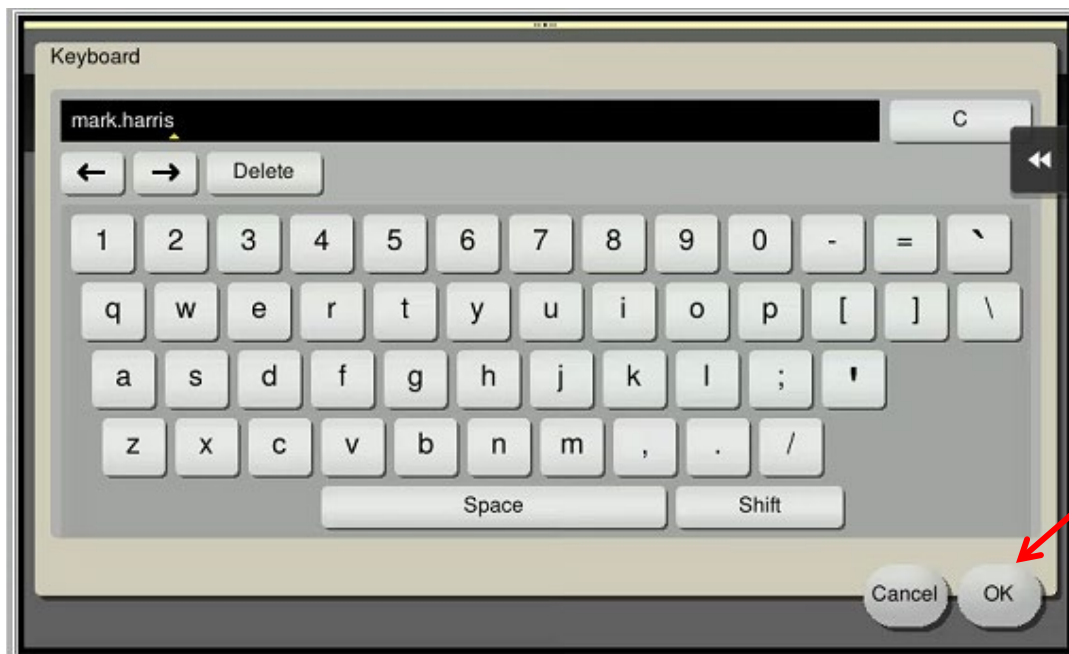 Keyboard
mark.harris C
← → Delete
1 2 3 4 5 6 7 8 9 0 - = `
q w e r t y u i o p [ ] \
a s d f g h j k l ; '
z x c v b n m , . /
Space Shift
Cancel OK